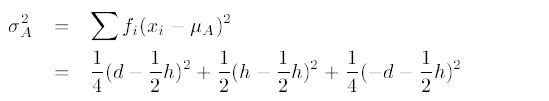 σ_A^2 = ∑ f_i(x_i − μ_A)^2
= 1/4(d − 1/2h)^2 + 1/2(h − 1/2h)^2 + 1/4(−d − 1/2h)^2